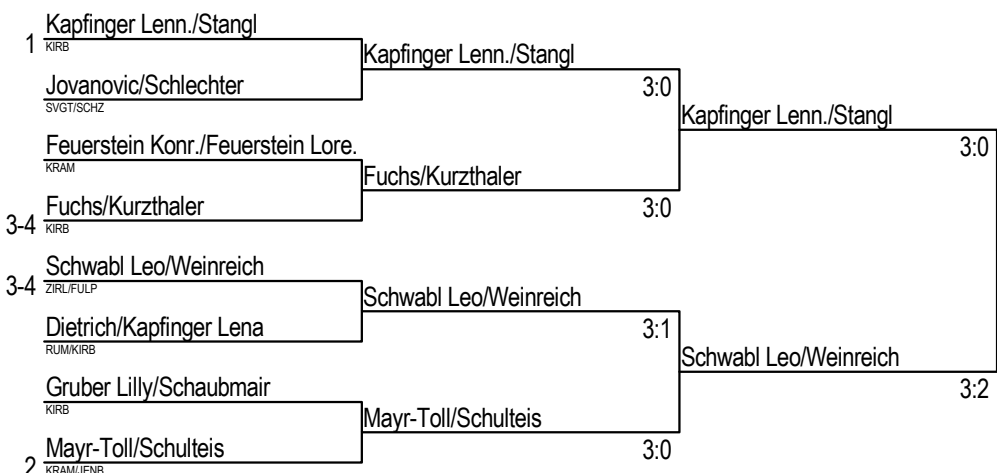 Kapfinger Lenn./Stangl
1
KIRB
Kapfinger Lenn./Stangl
Jovanovic/Schlechter
3:0
SVGT/SCHZ
Kapfinger Lenn./Stangl
Feuerstein Konr./Feuerstein Lore.
3:0
KRAM
Fuchs/Kurzthaler
Fuchs/Kurzthaler
3:0
3-4
KIRB
Schwabl Leo/Weinreich
3-4
ZIRL/FULP
Schwabl Leo/Weinreich
Dietrich/Kapfinger Lena
3:1
RUM/KIRB
Schwabl Leo/Weinreich
Gruber Lilly/Schaubmair
3:2
KIRB
Mayr-Toll/Schulteis
Mayr-Toll/Schulteis
3:0
2
KRAM/JENB